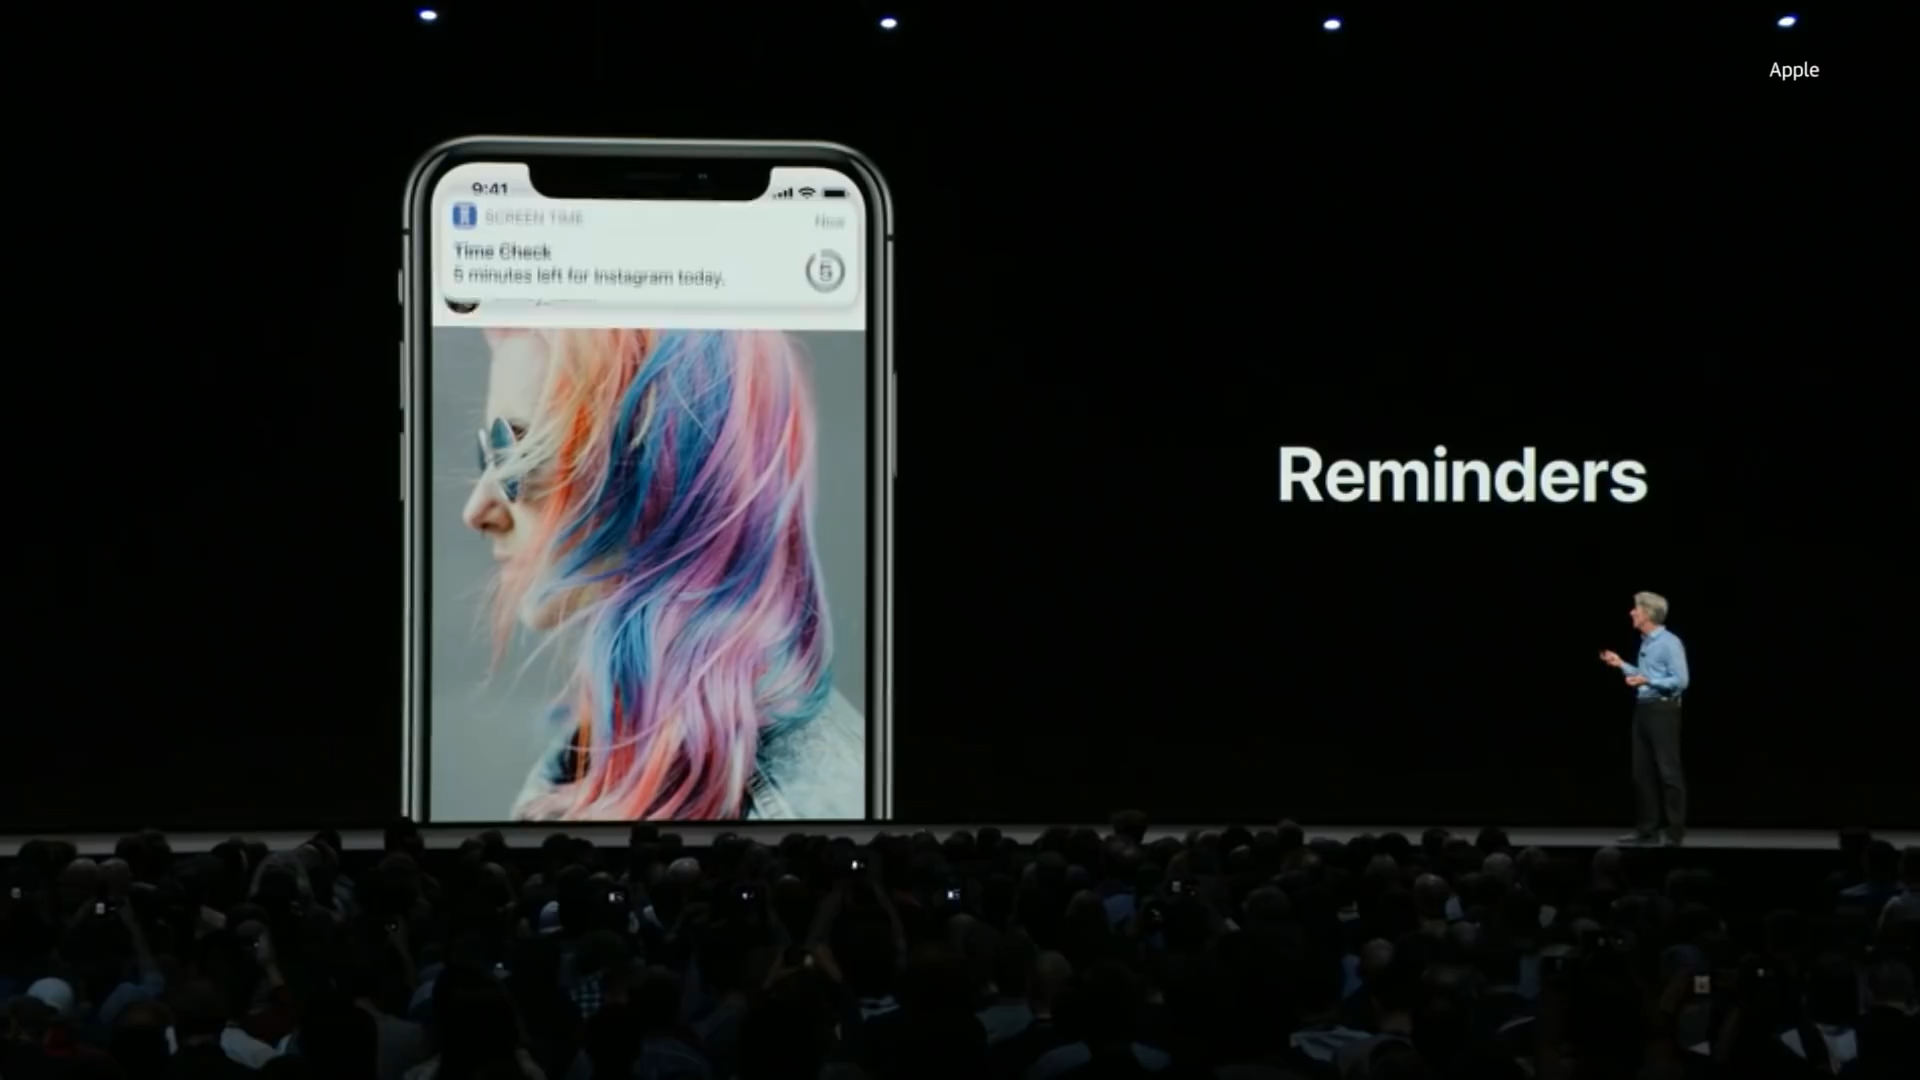 Apple
9:41
SCREEN TIME
Now
Time Check
5 minutes left for Instagram today.
5
Reminders